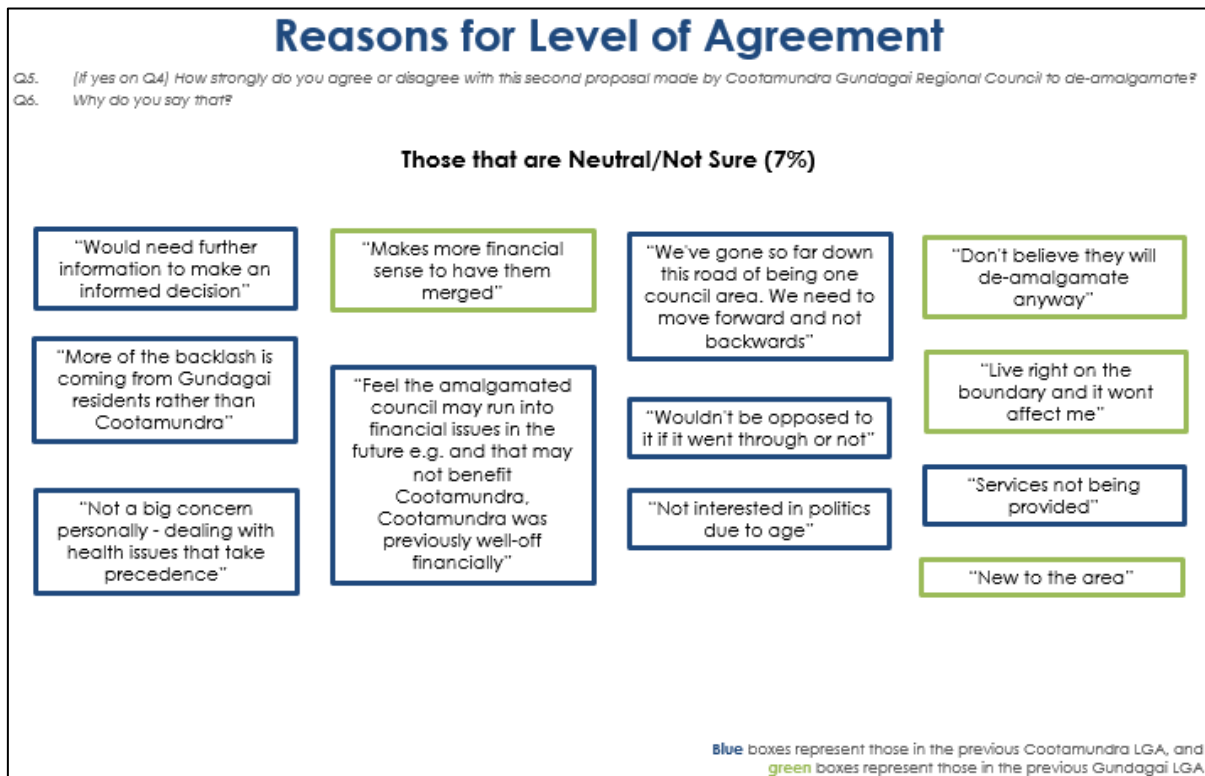 Reasons for Level of Agreement
Q5. (If yes on Q4) How strongly do you agree or disagree with this second proposal made by Cootamundra Gundagai Regional Council to de-amalgamate?
Q6. Why do you say that?
Those that are Neutral/Not Sure (7%)
“Would need further
information to make an
informed decision”
“More of the backlash is
coming from Gundagai
residents rather than
Cootamundra”
“Not a big concern
personally - dealing with
health issues that take
precedence”
“Makes more financial
sense to have them
merged”
“Feel the amalgamated
council may run into
financial issues in the
future e.g. and that may
not benefit
Cootamundra,
Cootamundra was
previously well-off
financially”
“We've gone so far down
this road of being one
council area. We need to
move forward and not
backwards”
“Wouldn't be opposed to
it if it went through or not”
“Not interested in politics
due to age”
“Don't believe they will
de-amalgamate
anyway”
“Live right on the
boundary and it wont
affect me”
“Services not being
provided”
“New to the area”
Blue boxes represent those in the previous Cootamundra LGA, and
green boxes represent those in the previous Gundagai LGA